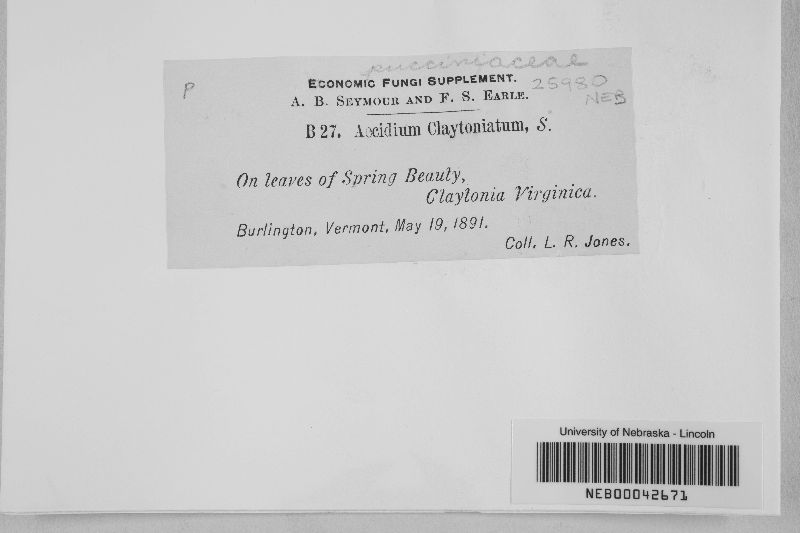 pucciniaceae
P
Economic Fungi Supplement. 25980
A. B. Seymour and F. S. Earle. NEB
B 27. Aecidium Claytoniatum, S.
On leaves of Spring Beauty,
Claytonia Virginica.
Burlington, Vermont, May 19, 1891.
Coll. L. R. Jones.
University of Nebraska - Lincoln
NEB00042671